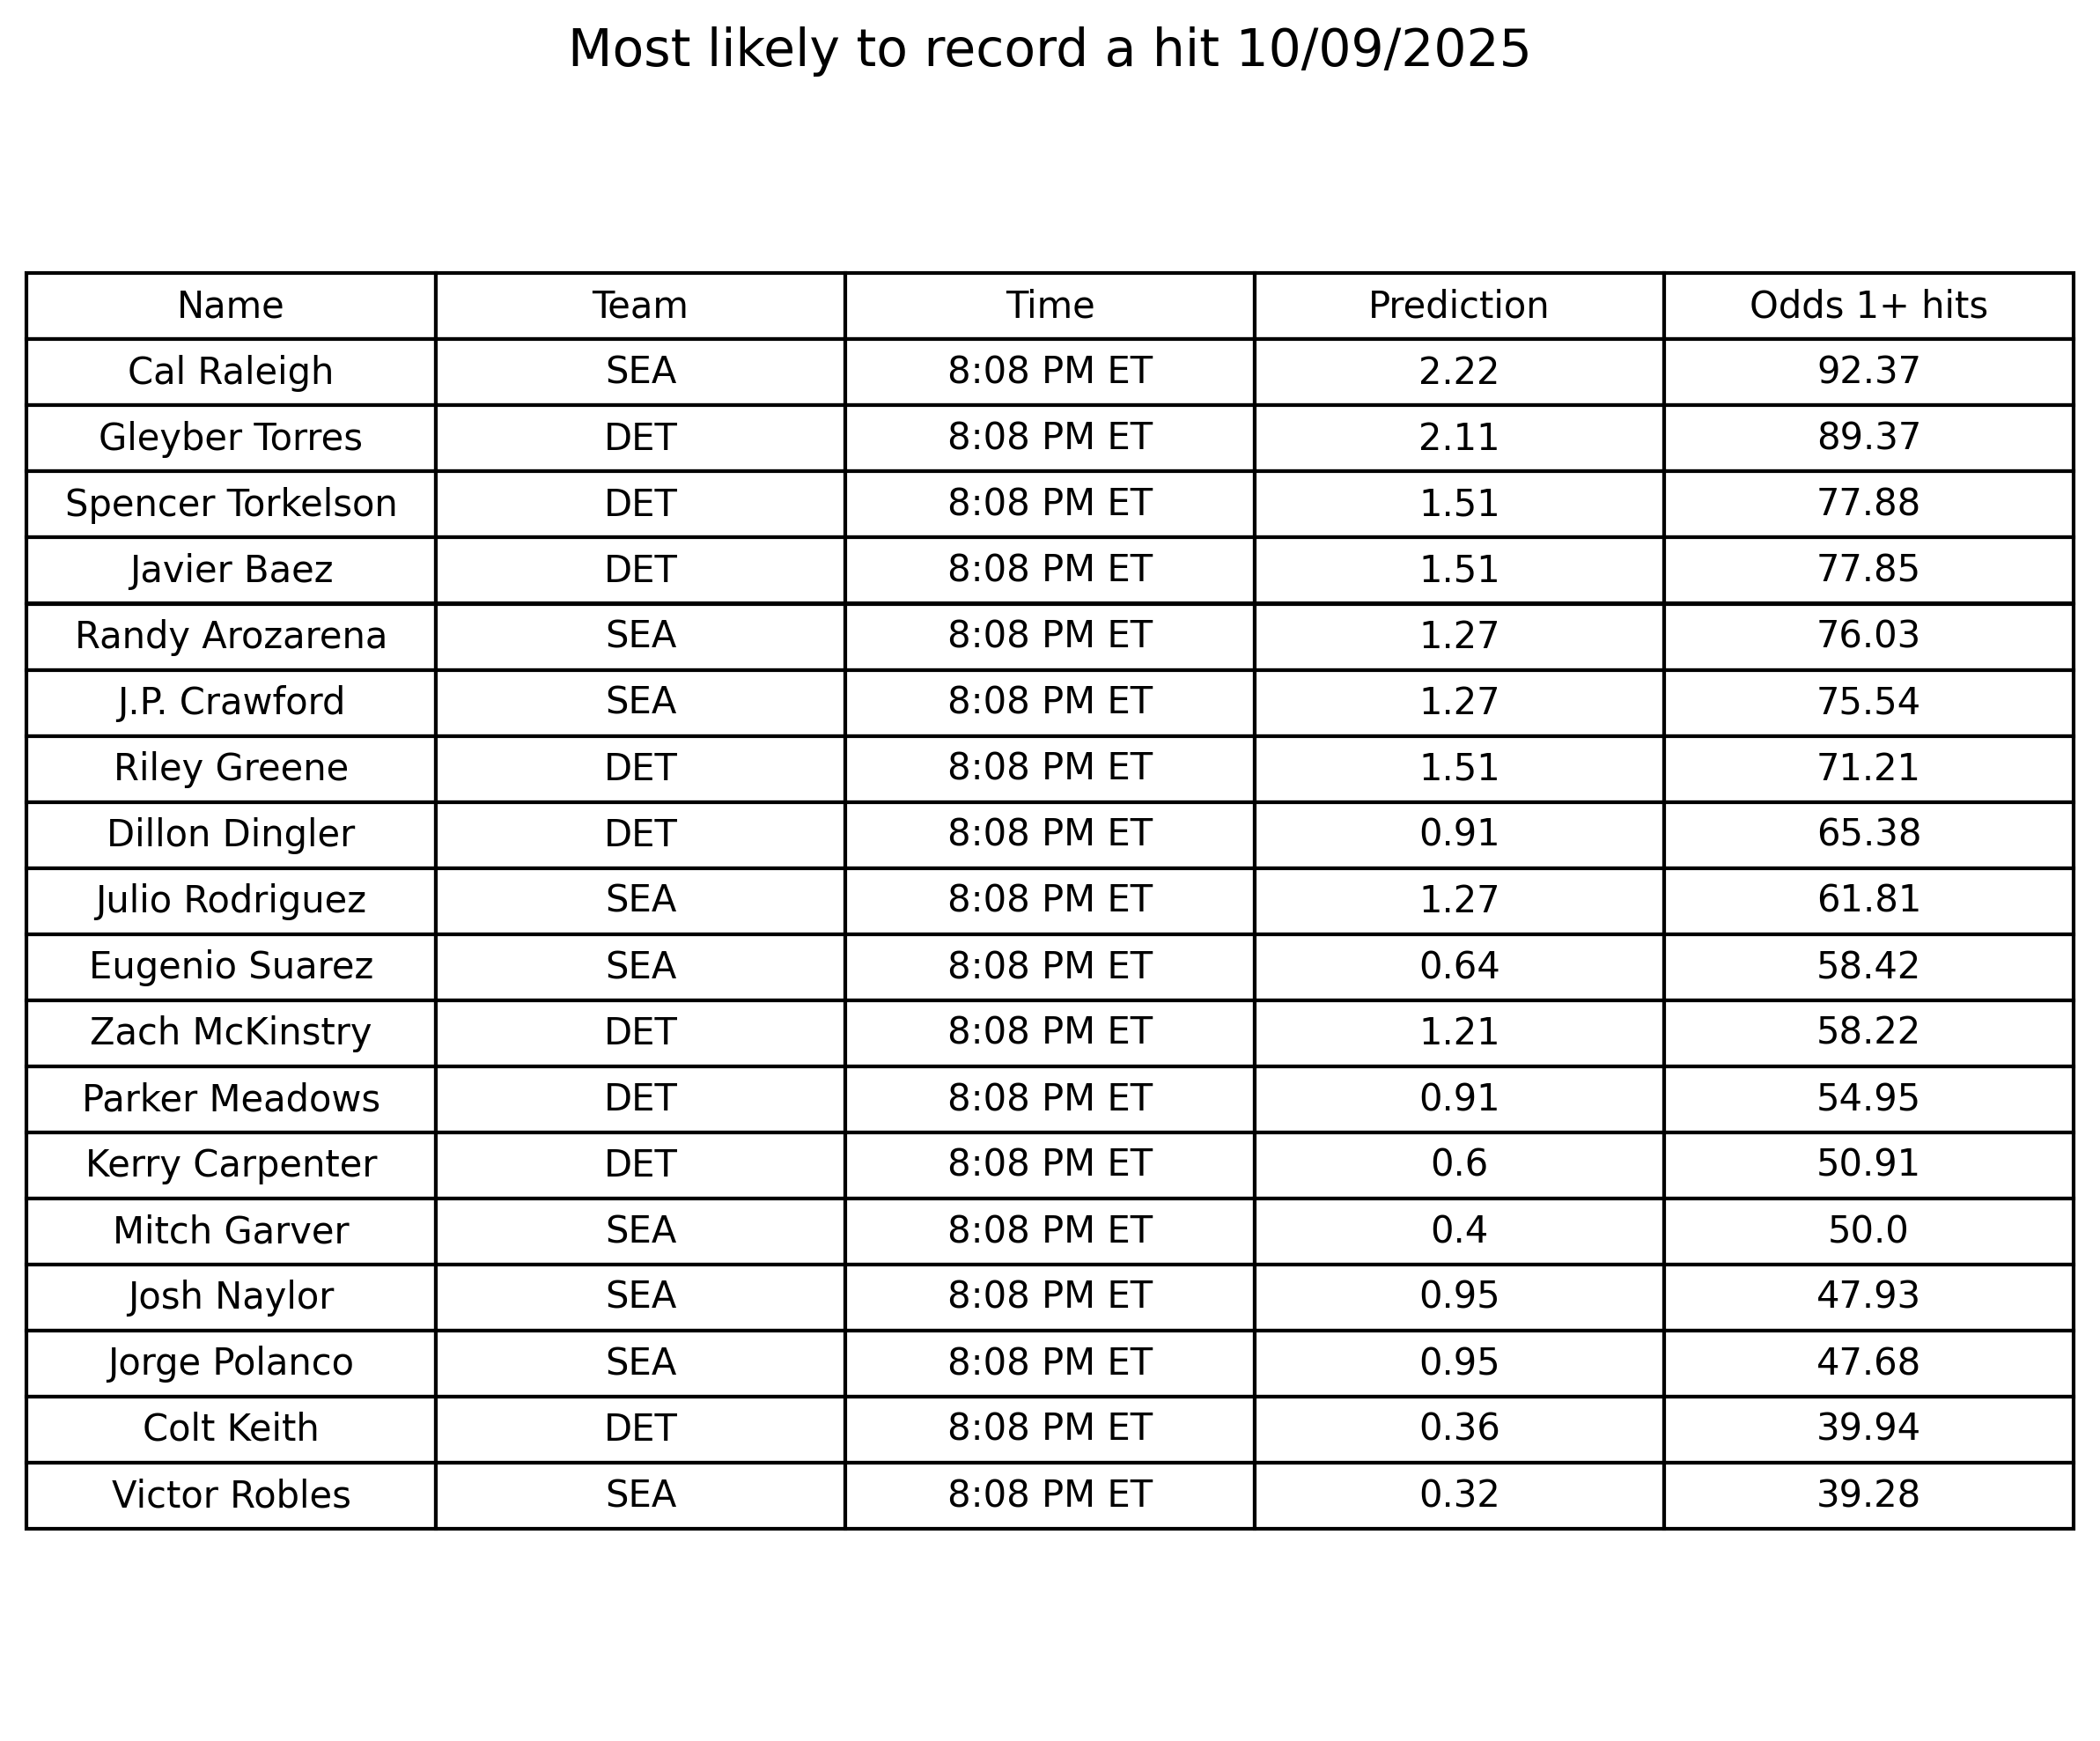 Most likely to record a hit 10/09/2025
Name Team Time Prediction Odds 1+ hits
Cal Raleigh SEA 8:08 PM ET 2.22 92.37
Gleyber Torres DET 8:08 PM ET 2.11 89.37
Spencer Torkelson DET 8:08 PM ET 1.51 77.88
Javier Baez DET 8:08 PM ET 1.51 77.85
Randy Arozarena SEA 8:08 PM ET 1.27 76.03
J.P. Crawford SEA 8:08 PM ET 1.27 75.54
Riley Greene DET 8:08 PM ET 1.51 71.21
Dillon Dingler DET 8:08 PM ET 0.91 65.38
Julio Rodriguez SEA 8:08 PM ET 1.27 61.81
Eugenio Suarez SEA 8:08 PM ET 0.64 58.42
Zach McKinstry DET 8:08 PM ET 1.21 58.22
Parker Meadows DET 8:08 PM ET 0.91 54.95
Kerry Carpenter DET 8:08 PM ET 0.6 50.91
Mitch Garver SEA 8:08 PM ET 0.4 50.0
Josh Naylor SEA 8:08 PM ET 0.95 47.93
Jorge Polanco SEA 8:08 PM ET 0.95 47.68
Colt Keith DET 8:08 PM ET 0.36 39.94
Victor Robles SEA 8:08 PM ET 0.32 39.28